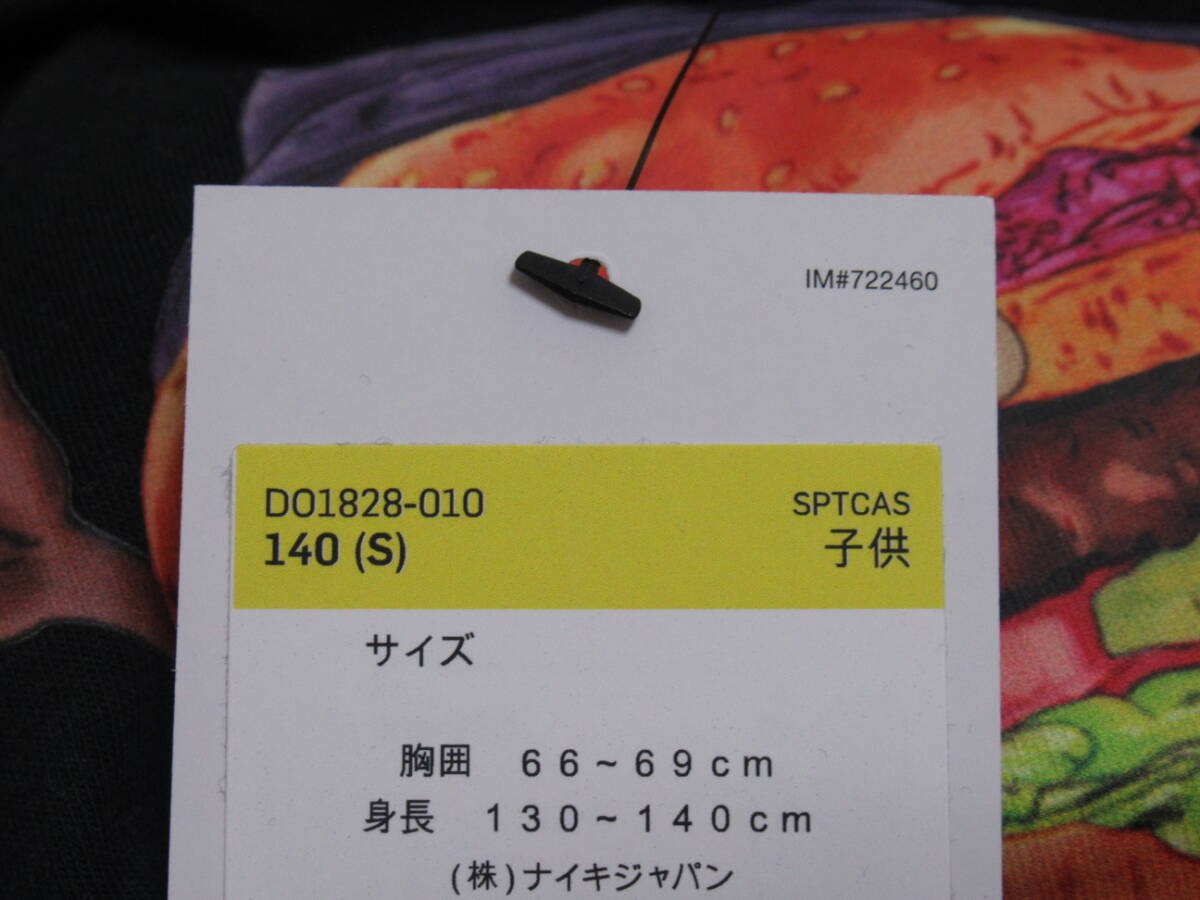 IM#722460
DO1828-010
SPTCAS
140 (S)
子供
サイズ
胸囲 66~69cm
身長 130~140cm
(株)ナイキジャパン